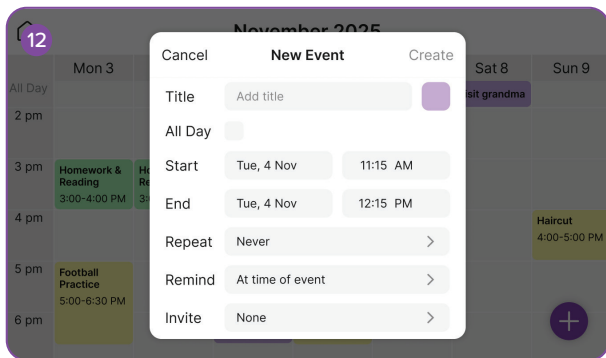 12
November 2025
Cancel
New Event
Create
Mon 3
Sat 8
Sun 9
All Day
isit grandma
Title
Add title
2 pm
All Day
3 pm
Homework &
Reading
3:00-4:00 PM
Start
Tue, 4 Nov
11:15 AM
End
Tue, 4 Nov
12:15 PM
4 pm
Haircut
4:00-5:00 PM
Repeat
Never
5 pm
Football
Practice
5:00-6:30 PM
Remind
At time of event
6 pm
Invite
None